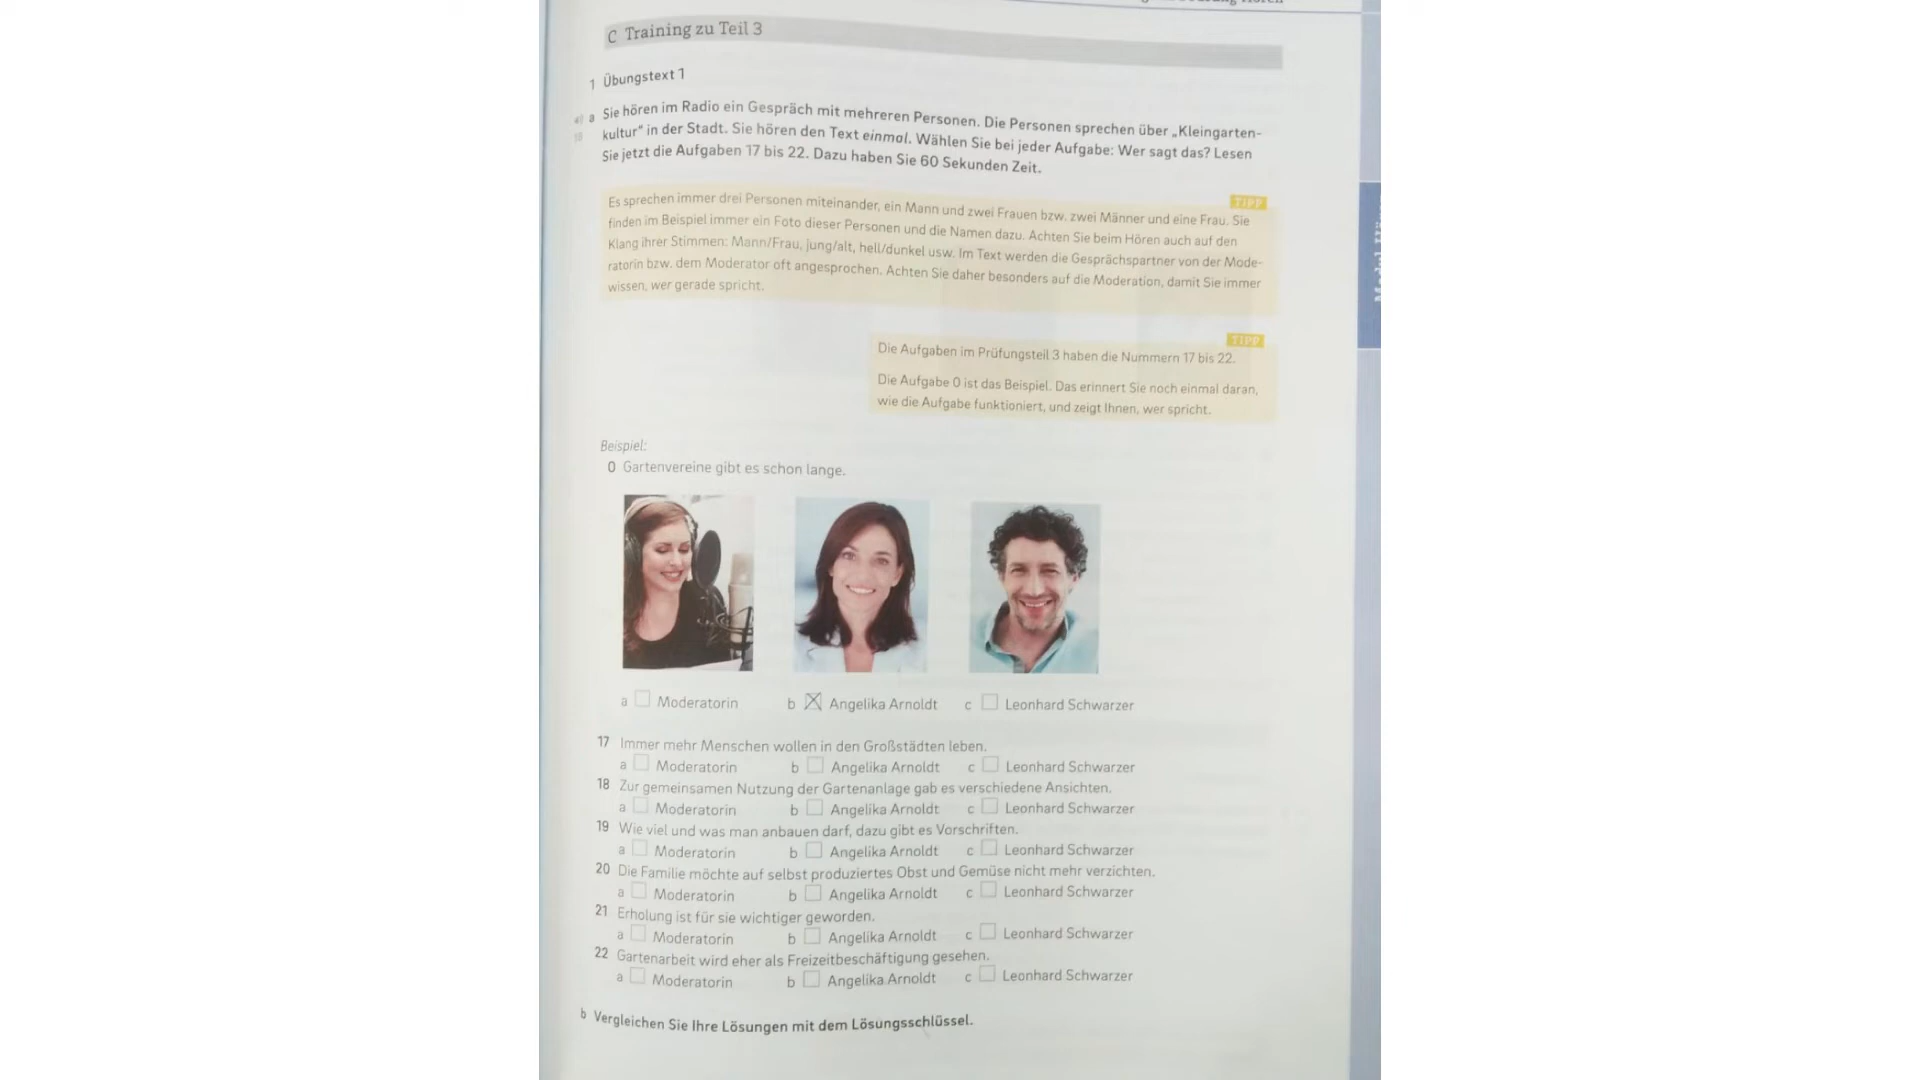 C Training zu Teil 3
1 Übungstext 1
a Sie hören im Radio ein Gespräch mit mehreren Personen. Die Personen sprechen über „Kleingarten-
kultur“ in der Stadt. Sie hören den Text einmal. Wählen Sie bei jeder Aufgabe: Wer sagt das? Lesen
Sie jetzt die Aufgaben 17 bis 22. Dazu haben Sie 60 Sekunden Zeit.
TIPP
Es sprechen immer drei Personen miteinander, ein Mann und zwei Frauen bzw. zwei Männer und eine Frau. Sie
finden im Beispiel immer ein Foto dieser Personen und die Namen dazu. Achten Sie beim Hören auch auf den
Klang ihrer Stimmen: Mann/Frau, jung/alt, hell/dunkel usw. Im Text werden die Gesprächspartner von der Mode-
ratorin bzw. dem Moderator oft angesprochen. Achten Sie daher besonders auf die Moderation, damit Sie immer
wissen, wer gerade spricht.
TIPP
Die Aufgaben im Prüfungsteil 3 haben die Nummern 17 bis 22.
Die Aufgabe 0 ist das Beispiel. Das erinnert Sie noch einmal daran,
wie die Aufgabe funktioniert, und zeigt Ihnen, wer spricht.
Beispiel:
0 Gartenvereine gibt es schon lange.
a Moderatorin b Angelika Arnoldt c Leonhard Schwarzer
17 Immer mehr Menschen wollen in den Großstädten leben.
a Moderatorin b Angelika Arnoldt c Leonhard Schwarzer
18 Zur gemeinsamen Nutzung der Gartenanlage gab es verschiedene Ansichten.
a Moderatorin b Angelika Arnoldt c Leonhard Schwarzer
19 Wie viel und was man anbauen darf, dazu gibt es Vorschriften.
a Moderatorin b Angelika Arnoldt c Leonhard Schwarzer
20 Die Familie möchte auf selbst produziertes Obst und Gemüse nicht mehr verzichten.
a Moderatorin b Angelika Arnoldt c Leonhard Schwarzer
21 Erholung ist für sie wichtiger geworden.
a Moderatorin b Angelika Arnoldt c Leonhard Schwarzer
22 Gartenarbeit wird eher als Freizeitbeschäftigung gesehen.
a Moderatorin b Angelika Arnoldt c Leonhard Schwarzer
b Vergleichen Sie Ihre Lösungen mit dem Lösungsschlüssel.